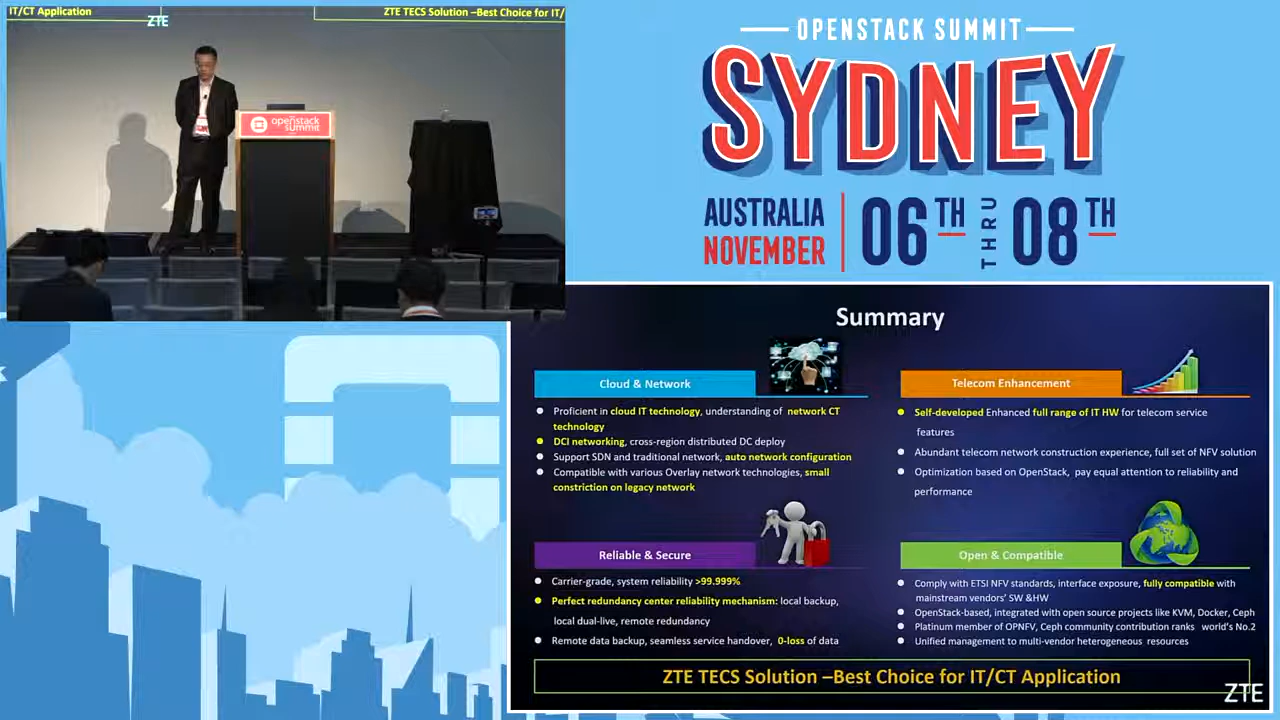 IT/CT Application
ZTE
ZTE TECS Solution –Best Choice for IT/
openstack
summit
OPENSTACK SUMMIT
SYDNEY
AUSTRALIA
NOVEMBER
06TH
THRU
08TH
Summary
Cloud & Network
Proficient in cloud IT technology, understanding of network CT
technology
DCI networking, cross-region distributed DC deploy
Support SDN and traditional network, auto network configuration
Compatible with various Overlay network technologies, small
constriction on legacy network
Telecom Enhancement
Self-developed Enhanced full range of IT HW for telecom service
features
Abundant telecom network construction experience, full set of NFV solution
Optimization based on OpenStack, pay equal attention to reliability and
performance
Reliable & Secure
Carrier-grade, system reliability >99.999%
Perfect redundancy center reliability mechanism: local backup,
local dual-live, remote redundancy
Remote data backup, seamless service handover, 0-loss of data
Open & Compatible
Comply with ETSI NFV standards, interface exposure, fully compatible with
mainstream vendors' SW &HW
OpenStack-based, integrated with open source projects like KVM, Docker, Ceph
Platinum member of OPNFV, Ceph community contribution ranks world's No.2
Unified management to multi-vendor heterogeneous resources
ZTE TECS Solution –Best Choice for IT/CT Application
ZTE